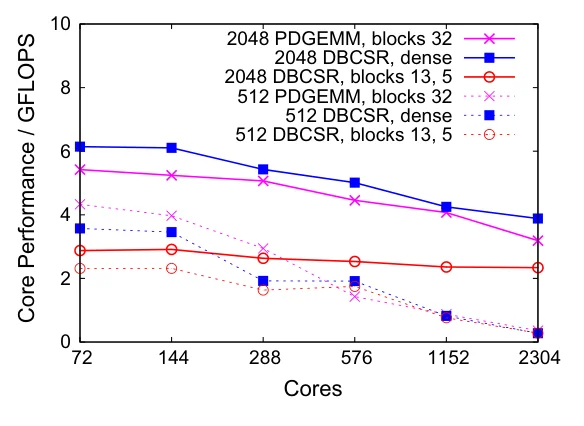 10
8
6
4
2
0
Core Performance / GFLOPS
2048 PDGEMM, blocks 32
2048 DBCSR, dense
2048 DBCSR, blocks 13, 5
512 PDGEMM, blocks 32
512 DBCSR, dense
512 DBCSR, blocks 13, 5
72 144 288 576 1152 2304
Cores